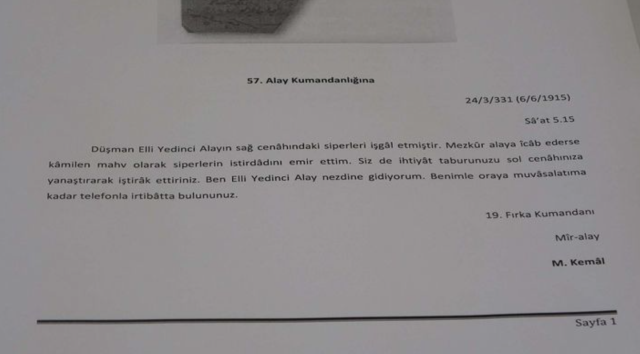 57. Alay Kumandanlığına
24/3/331 (6/6/1915)
Sâ'at 5.15
Düşman Elli Yedinci Alayın sağ cenâhındaki siperleri işgâl etmiştir. Mezkûr alaya îcâb ederse
kâmilen mahv olarak siperlerin istirdâdını emir ettim. Siz de ihtiyât taburunuzu sol cenâhınıza
yanaştırarak iştirâk ettiriniz. Ben Elli Yedinci Alay nezdine gidiyorum. Benimle oraya muvâsalatıma
kadar telefonla irtibâtta bulununuz.
19. Fırka Kumandanı
Mîr-alay
M. Kemâl
Sayfa 1